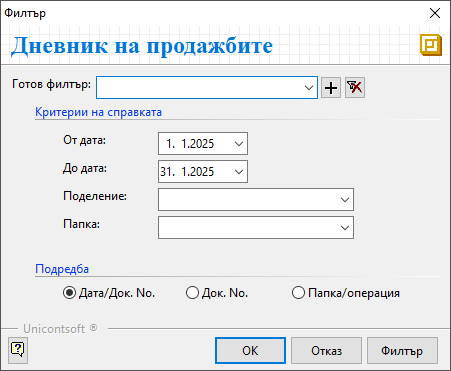 Филтър
Дневник на продажбите
Готов филтър:
Критерии на справката
От дата: 1. 1.2025
До дата: 31. 1.2025
Поделение:
Папка:
Подредба
Дата/Док. No. Док. No. Папка/операция
Unicontsoft ®
? ОК Отказ Филтър